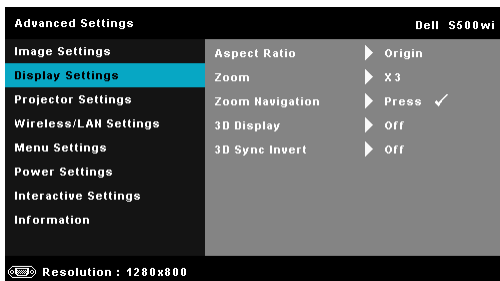 Advanced Settings Dell S500wi
Image Settings
Display Settings
Projector Settings
Wireless/LAN Settings
Menu Settings
Power Settings
Interactive Settings
Information
Aspect Ratio Origin
Zoom X3
Zoom Navigation Press ✓
3D Display Off
3D Sync Invert Off
Resolution : 1280x800